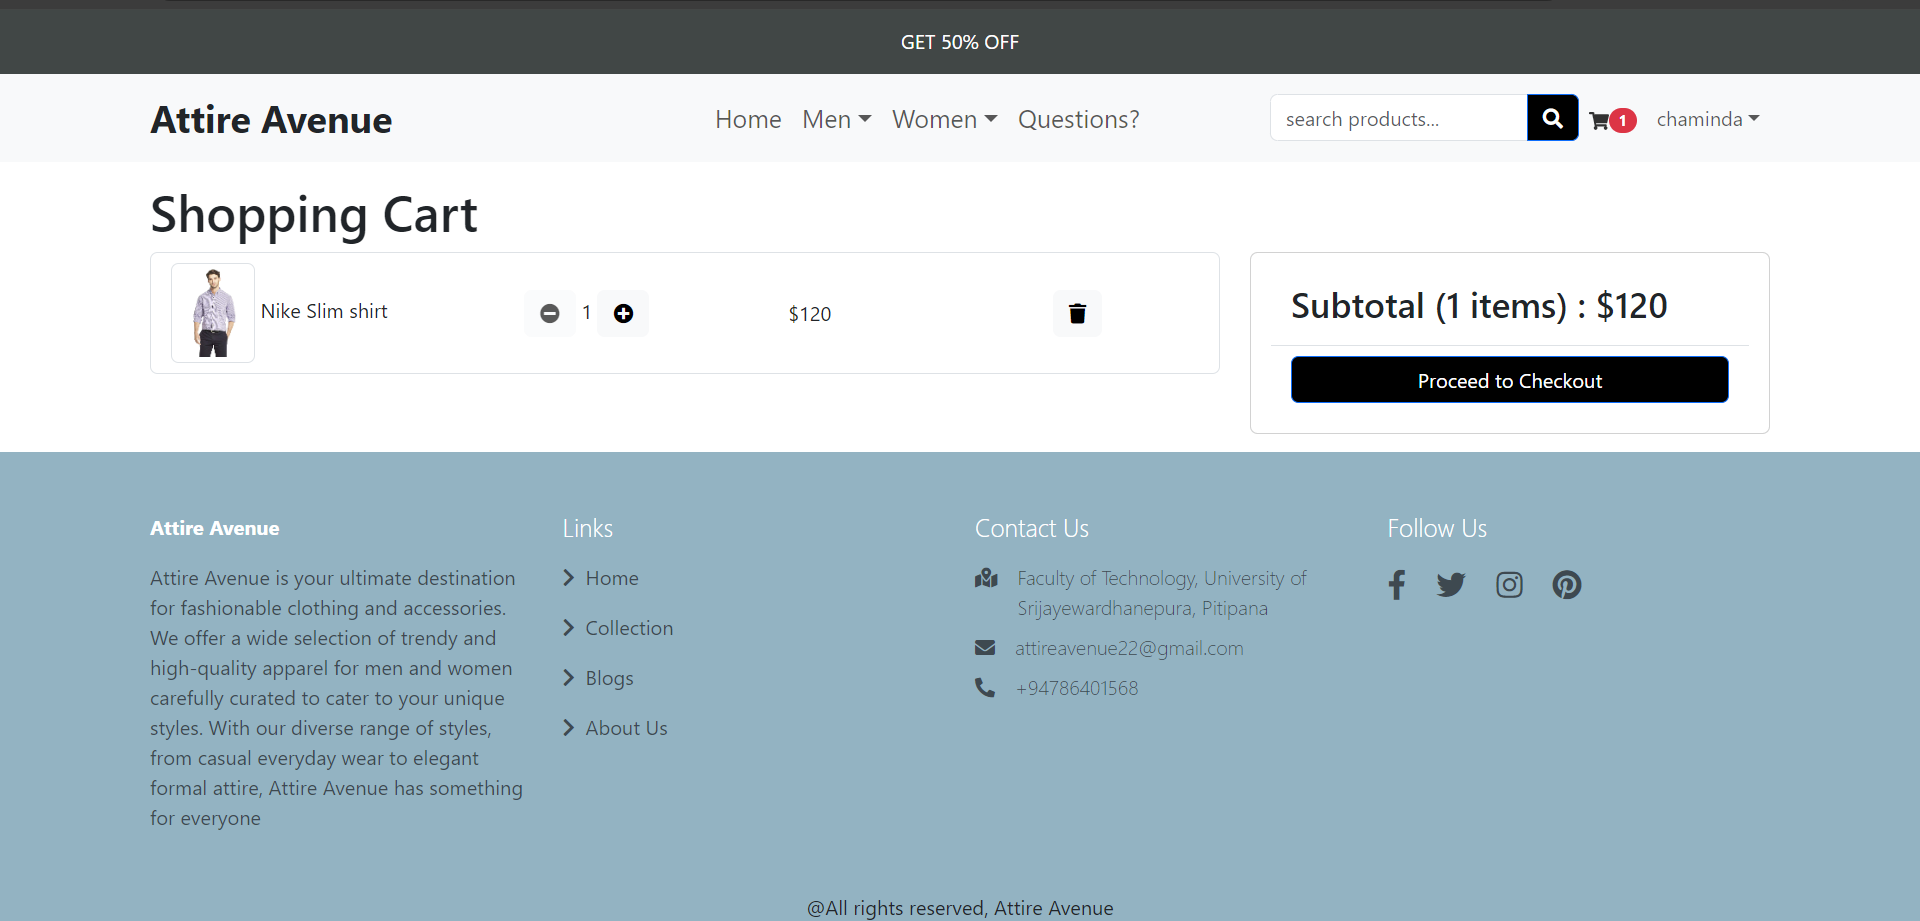 GET 50% OFF
Attire Avenue
Home Men Women Questions?
search products...
1
chaminda
Shopping Cart
Nike Slim shirt
1
$120
Subtotal (1 items) : $120
Proceed to Checkout
Attire Avenue
Attire Avenue is your ultimate destination
for fashionable clothing and accessories.
We offer a wide selection of trendy and
high-quality apparel for men and women
carefully curated to cater to your unique
styles. With our diverse range of styles,
from casual everyday wear to elegant
formal attire, Attire Avenue has something
for everyone
Links
Home
Collection
Blogs
About Us
Contact Us
Faculty of Technology, University of
Srijayewardhanepura, Pitipana
attireavenue22@gmail.com
+94786401568
Follow Us
@All rights reserved, Attire Avenue